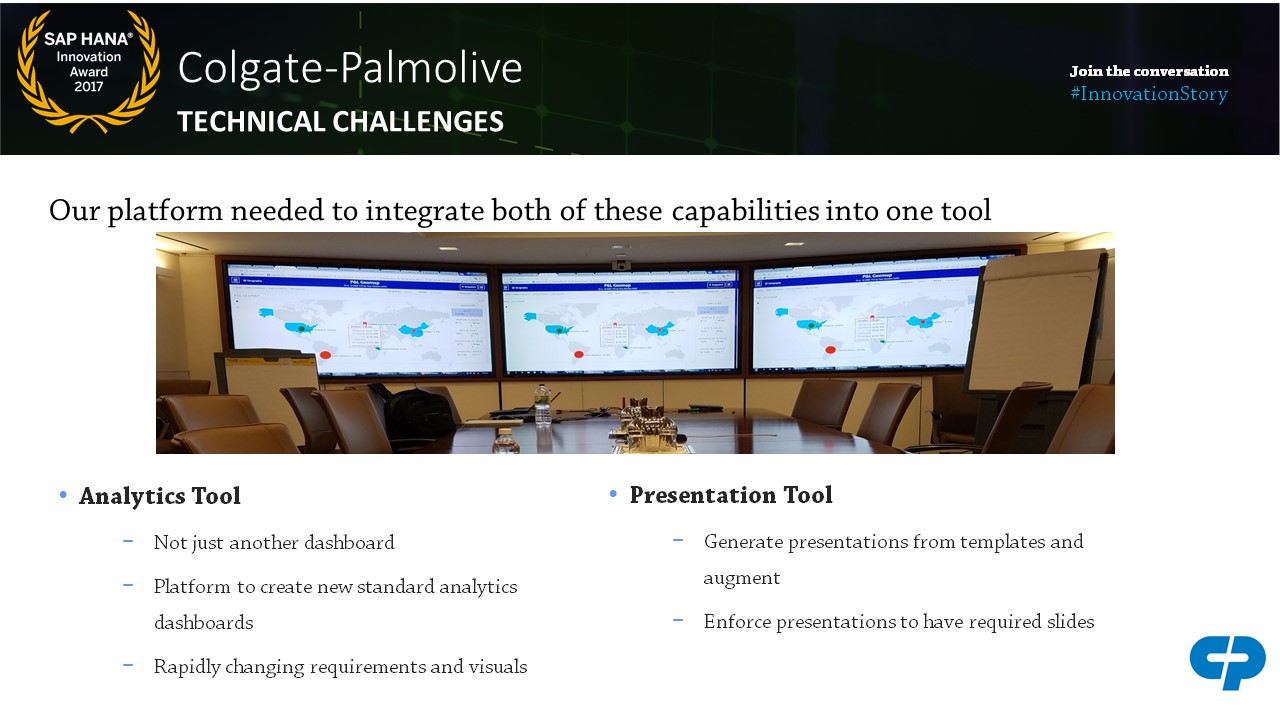 SAP HANA®
Innovation
Award
2017
Colgate-Palmolive
TECHNICAL CHALLENGES
Join the conversation
#InnovationStory
Our platform needed to integrate both of these capabilities into one tool
P&L Geomap
P&L Geomap
P&L Geomap
• Analytics Tool
– Not just another dashboard
– Platform to create new standard analytics
dashboards
– Rapidly changing requirements and visuals
• Presentation Tool
– Generate presentations from templates and
augment
– Enforce presentations to have required slides